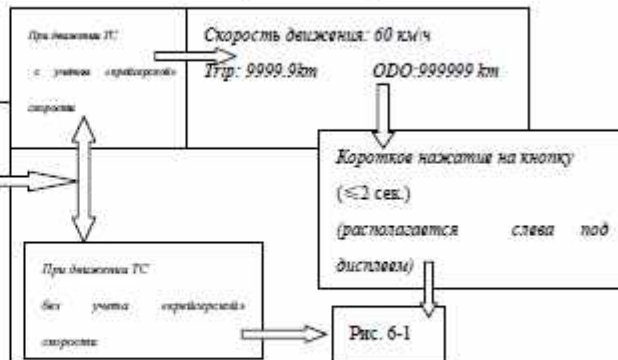 При движении ТС
с учетом «крейсерской»
скорости
Скорость движения: 60 км/ч
Trip: 9999.9km ODO:999999 km
Короткое нажатие на кнопку
(≤2 сек.)
(располагается слева под
дисплеем)
При движении ТС
без учета «крейсерской»
скорости
Рис. 6-1